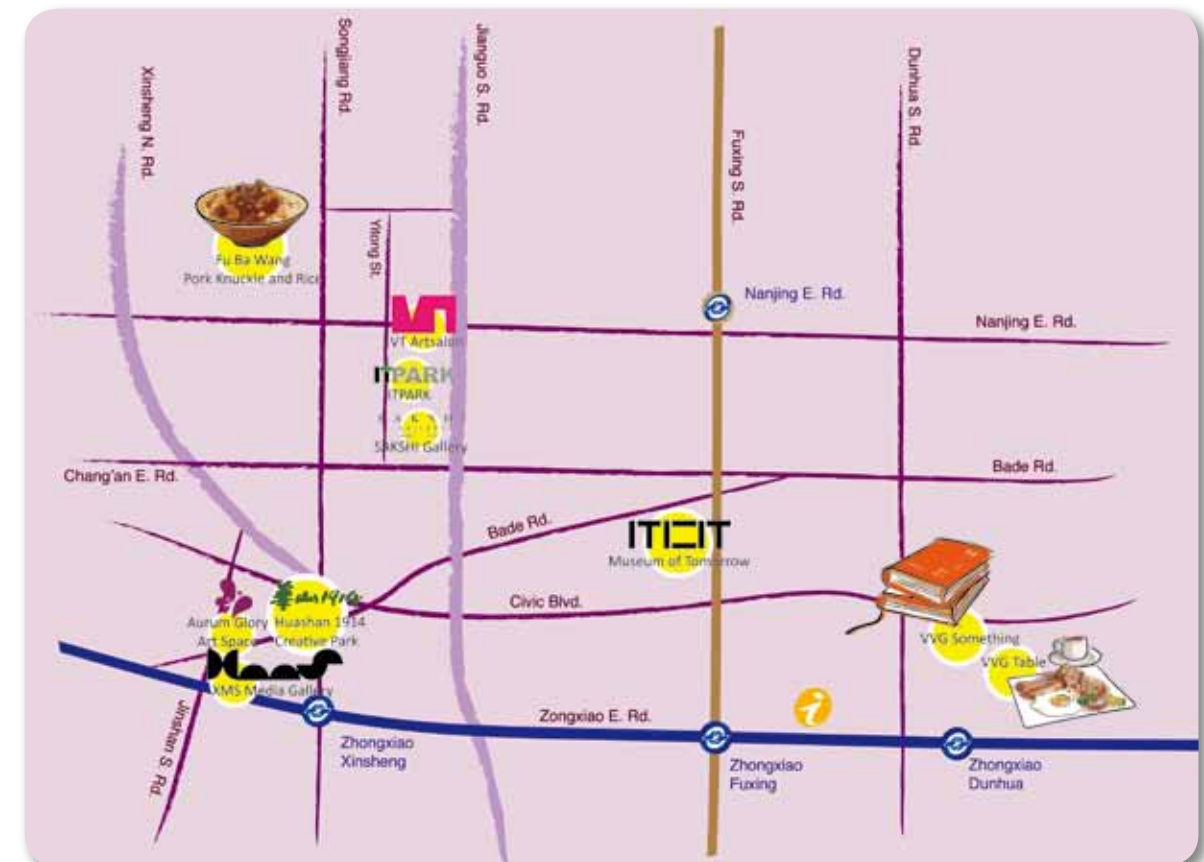 Songjiang Rd.
Jianguo S. Rd.
Dunhua S. Rd.
Xinsheng N. Rd.
Fuxing S. Rd.
Yitong St.
Fu Ba Wang
Pork Knuckle and Rice
Nanjing E. Rd.
Nanjing E. Rd.
VT Artsalon
ITPARK
ITPARK
SAKSHI Gallery
Chang'an E. Rd.
Bade Rd.
Bade Rd.
Museum of Tomorrow
Civic Blvd.
Aurum Glory
Art Space
Huashan 1914
Creative Park
VVG Something
VVG Table
XMS Media Gallery
Zongxiao E. Rd.
Jinshan S. Rd.
Zhongxiao
Xinsheng
Zhongxiao
Fuxing
Zhongxiao
Dunhua